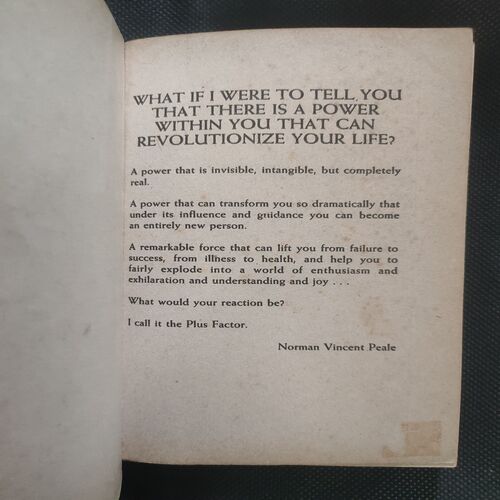 WHAT IF I WERE TO TELL YOU
THAT THERE IS A POWER
WITHIN YOU THAT CAN
REVOLUTIONIZE YOUR LIFE?
A power that is invisible, intangible, but completely
real.
A power that can transform you so dramatically that
under its influence and guidance you can become
an entirely new person.
A remarkable force that can lift you from failure to
success, from illness to health, and help you to
fairly explode into a world of enthusiasm and
exhilaration and understanding and joy . . .
What would your reaction be?
I call it the Plus Factor.
Norman Vincent Peale